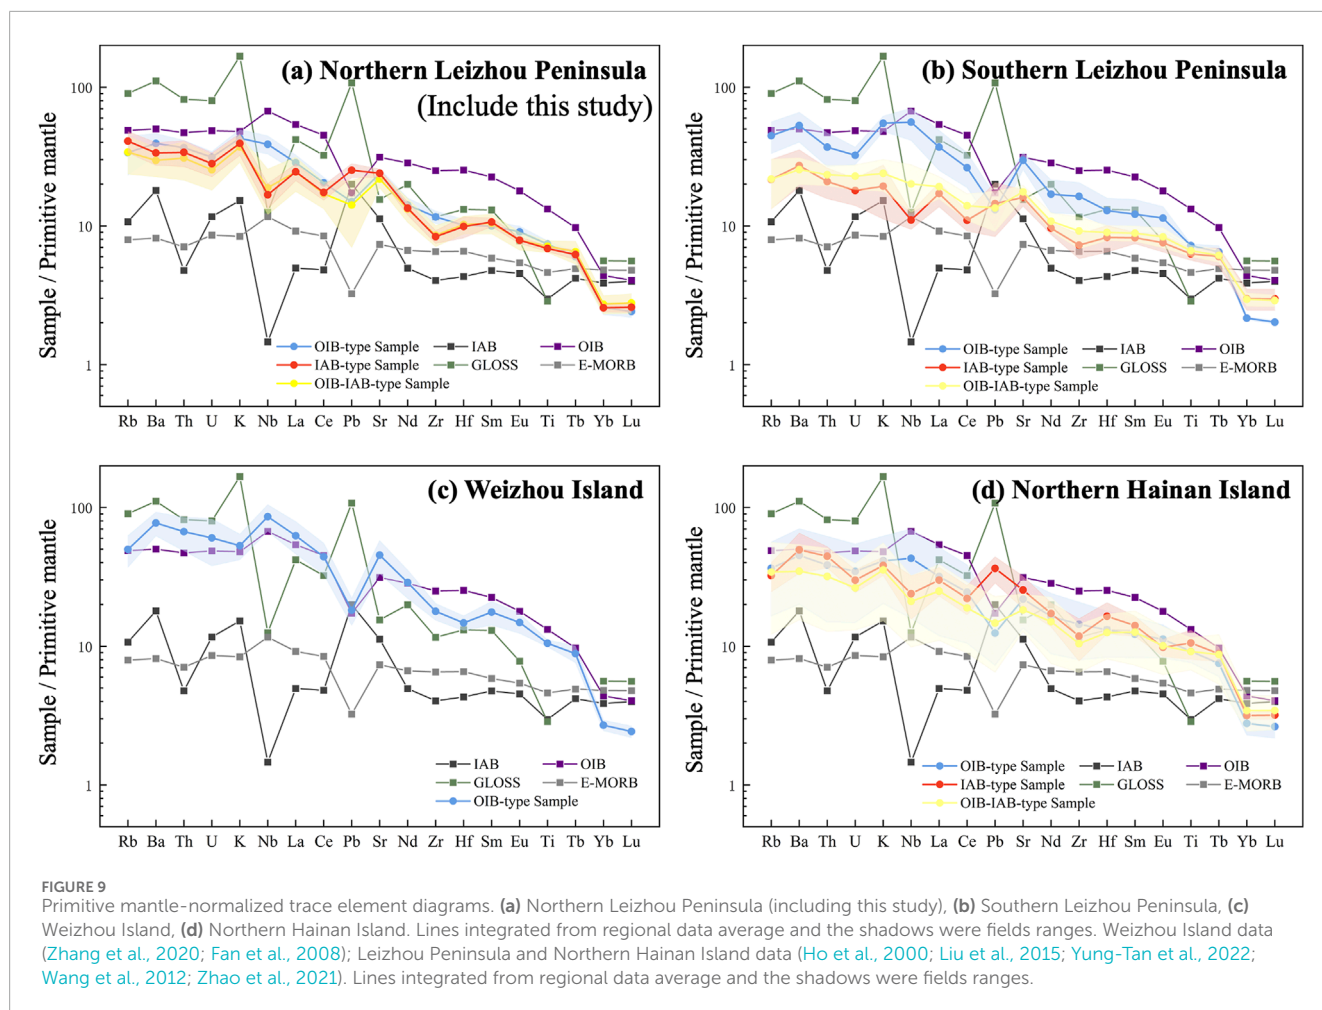 (a) Northern Leizhou Peninsula
(Include this study)
Sample / Primitive mantle
100
10
1
OIB-type Sample
IAB
OIB
IAB-type Sample
GLOSS
E-MORB
OIB-IAB-type Sample
Rb Ba Th U K Nb La Ce Pb Sr Nd Zr Hf Sm Eu Ti Tb Yb Lu
(b) Southern Leizhou Peninsula
Sample / Primitive mantle
100
10
1
OIB-type Sample
IAB
OIB
IAB-type Sample
GLOSS
E-MORB
OIB-IAB-type Sample
Rb Ba Th U K Nb La Ce Pb Sr Nd Zr Hf Sm Eu Ti Tb Yb Lu
(c) Weizhou Island
Sample / Primitive mantle
100
10
1
IAB
OIB
GLOSS
E-MORB
OIB-type Sample
Rb Ba Th U K Nb La Ce Pb Sr Nd Zr Hf Sm Eu Ti Tb Yb Lu
(d) Northern Hainan Island
Sample / Primitive mantle
100
10
1
OIB-type Sample
IAB
OIB
IAB-type Sample
GLOSS
E-MORB
OIB-IAB-type Sample
Rb Ba Th U K Nb La Ce Pb Sr Nd Zr Hf Sm Eu Ti Tb Yb Lu
FIGURE 9
Primitive mantle-normalized trace element diagrams. (a) Northern Leizhou Peninsula (including this study), (b) Southern Leizhou Peninsula, (c)
Weizhou Island, (d) Northern Hainan Island. Lines integrated from regional data average and the shadows were fields ranges. Weizhou Island data
(Zhang et al., 2020; Fan et al., 2008); Leizhou Peninsula and Northern Hainan Island data (Ho et al., 2000; Liu et al., 2015; Yung-Tan et al., 2022;
Wang et al., 2012; Zhao et al., 2021). Lines integrated from regional data average and the shadows were fields ranges.